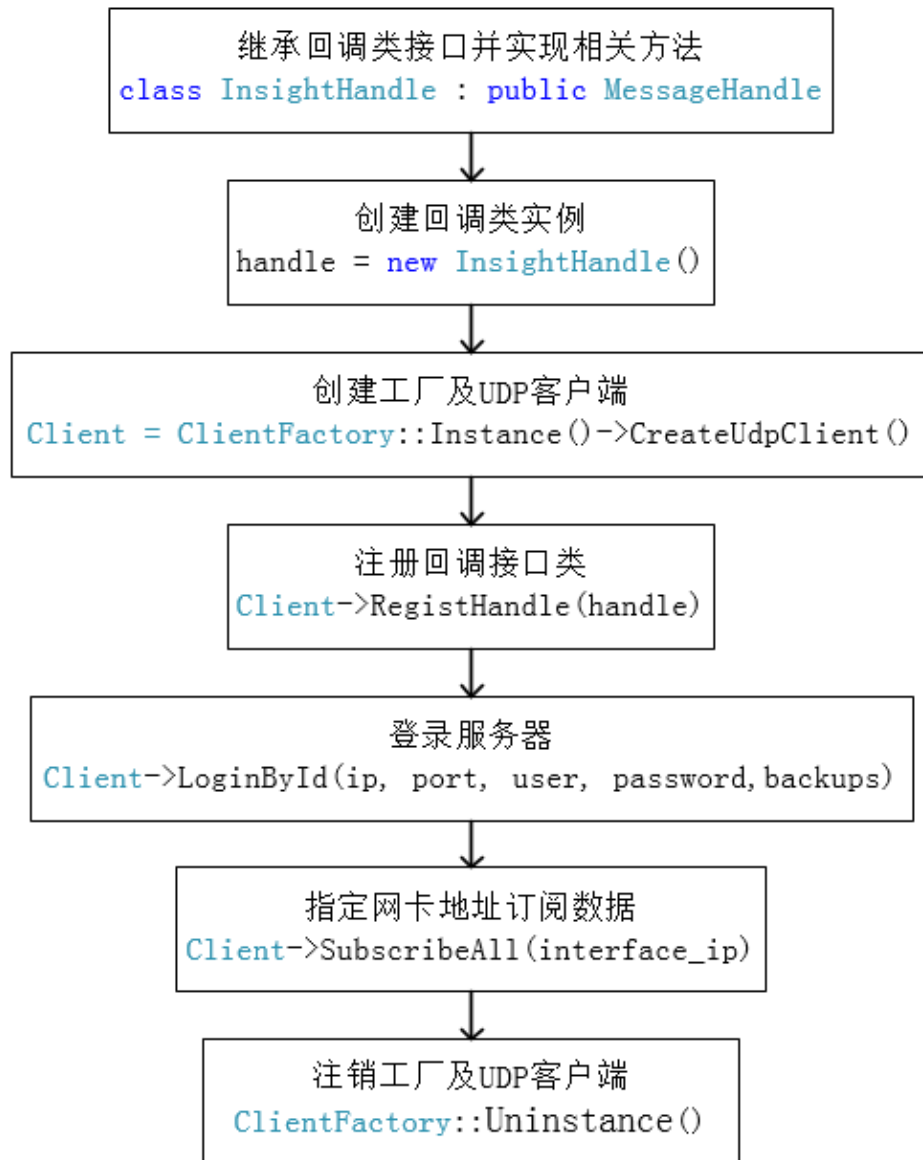 继承回调类接口并实现相关方法
class InsightHandle : public MessageHandle
创建回调类实例
handle = new InsightHandle()
创建工厂及UDP客户端
Client = ClientFactory::Instance()->CreateUdpClient()
注册回调接口类
Client->RegistHandle(handle)
登录服务器
Client->LoginById(ip, port, user, password,backups)
指定网卡地址订阅数据
Client->SubscribeAll(interface_ip)
注销工厂及UDP客户端
ClientFactory::Uninstance()